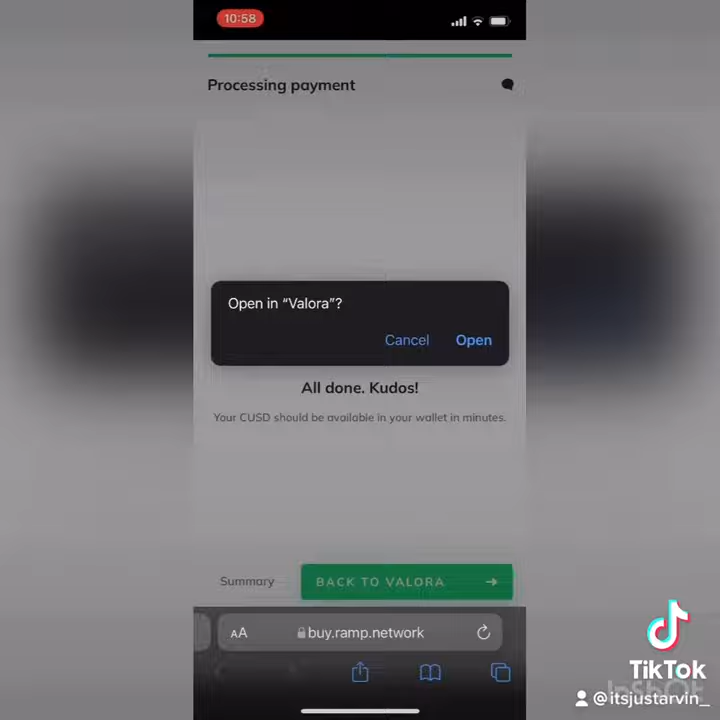 10:58
Processing payment
Open in “Valora”?
Cancel Open
All done. Kudos!
Your CUSD should be available in your wallet in minutes.
Summary BACK TO VALORA
AA buy.ramp.network
TikTok
InShOt
@itsjustarvin_